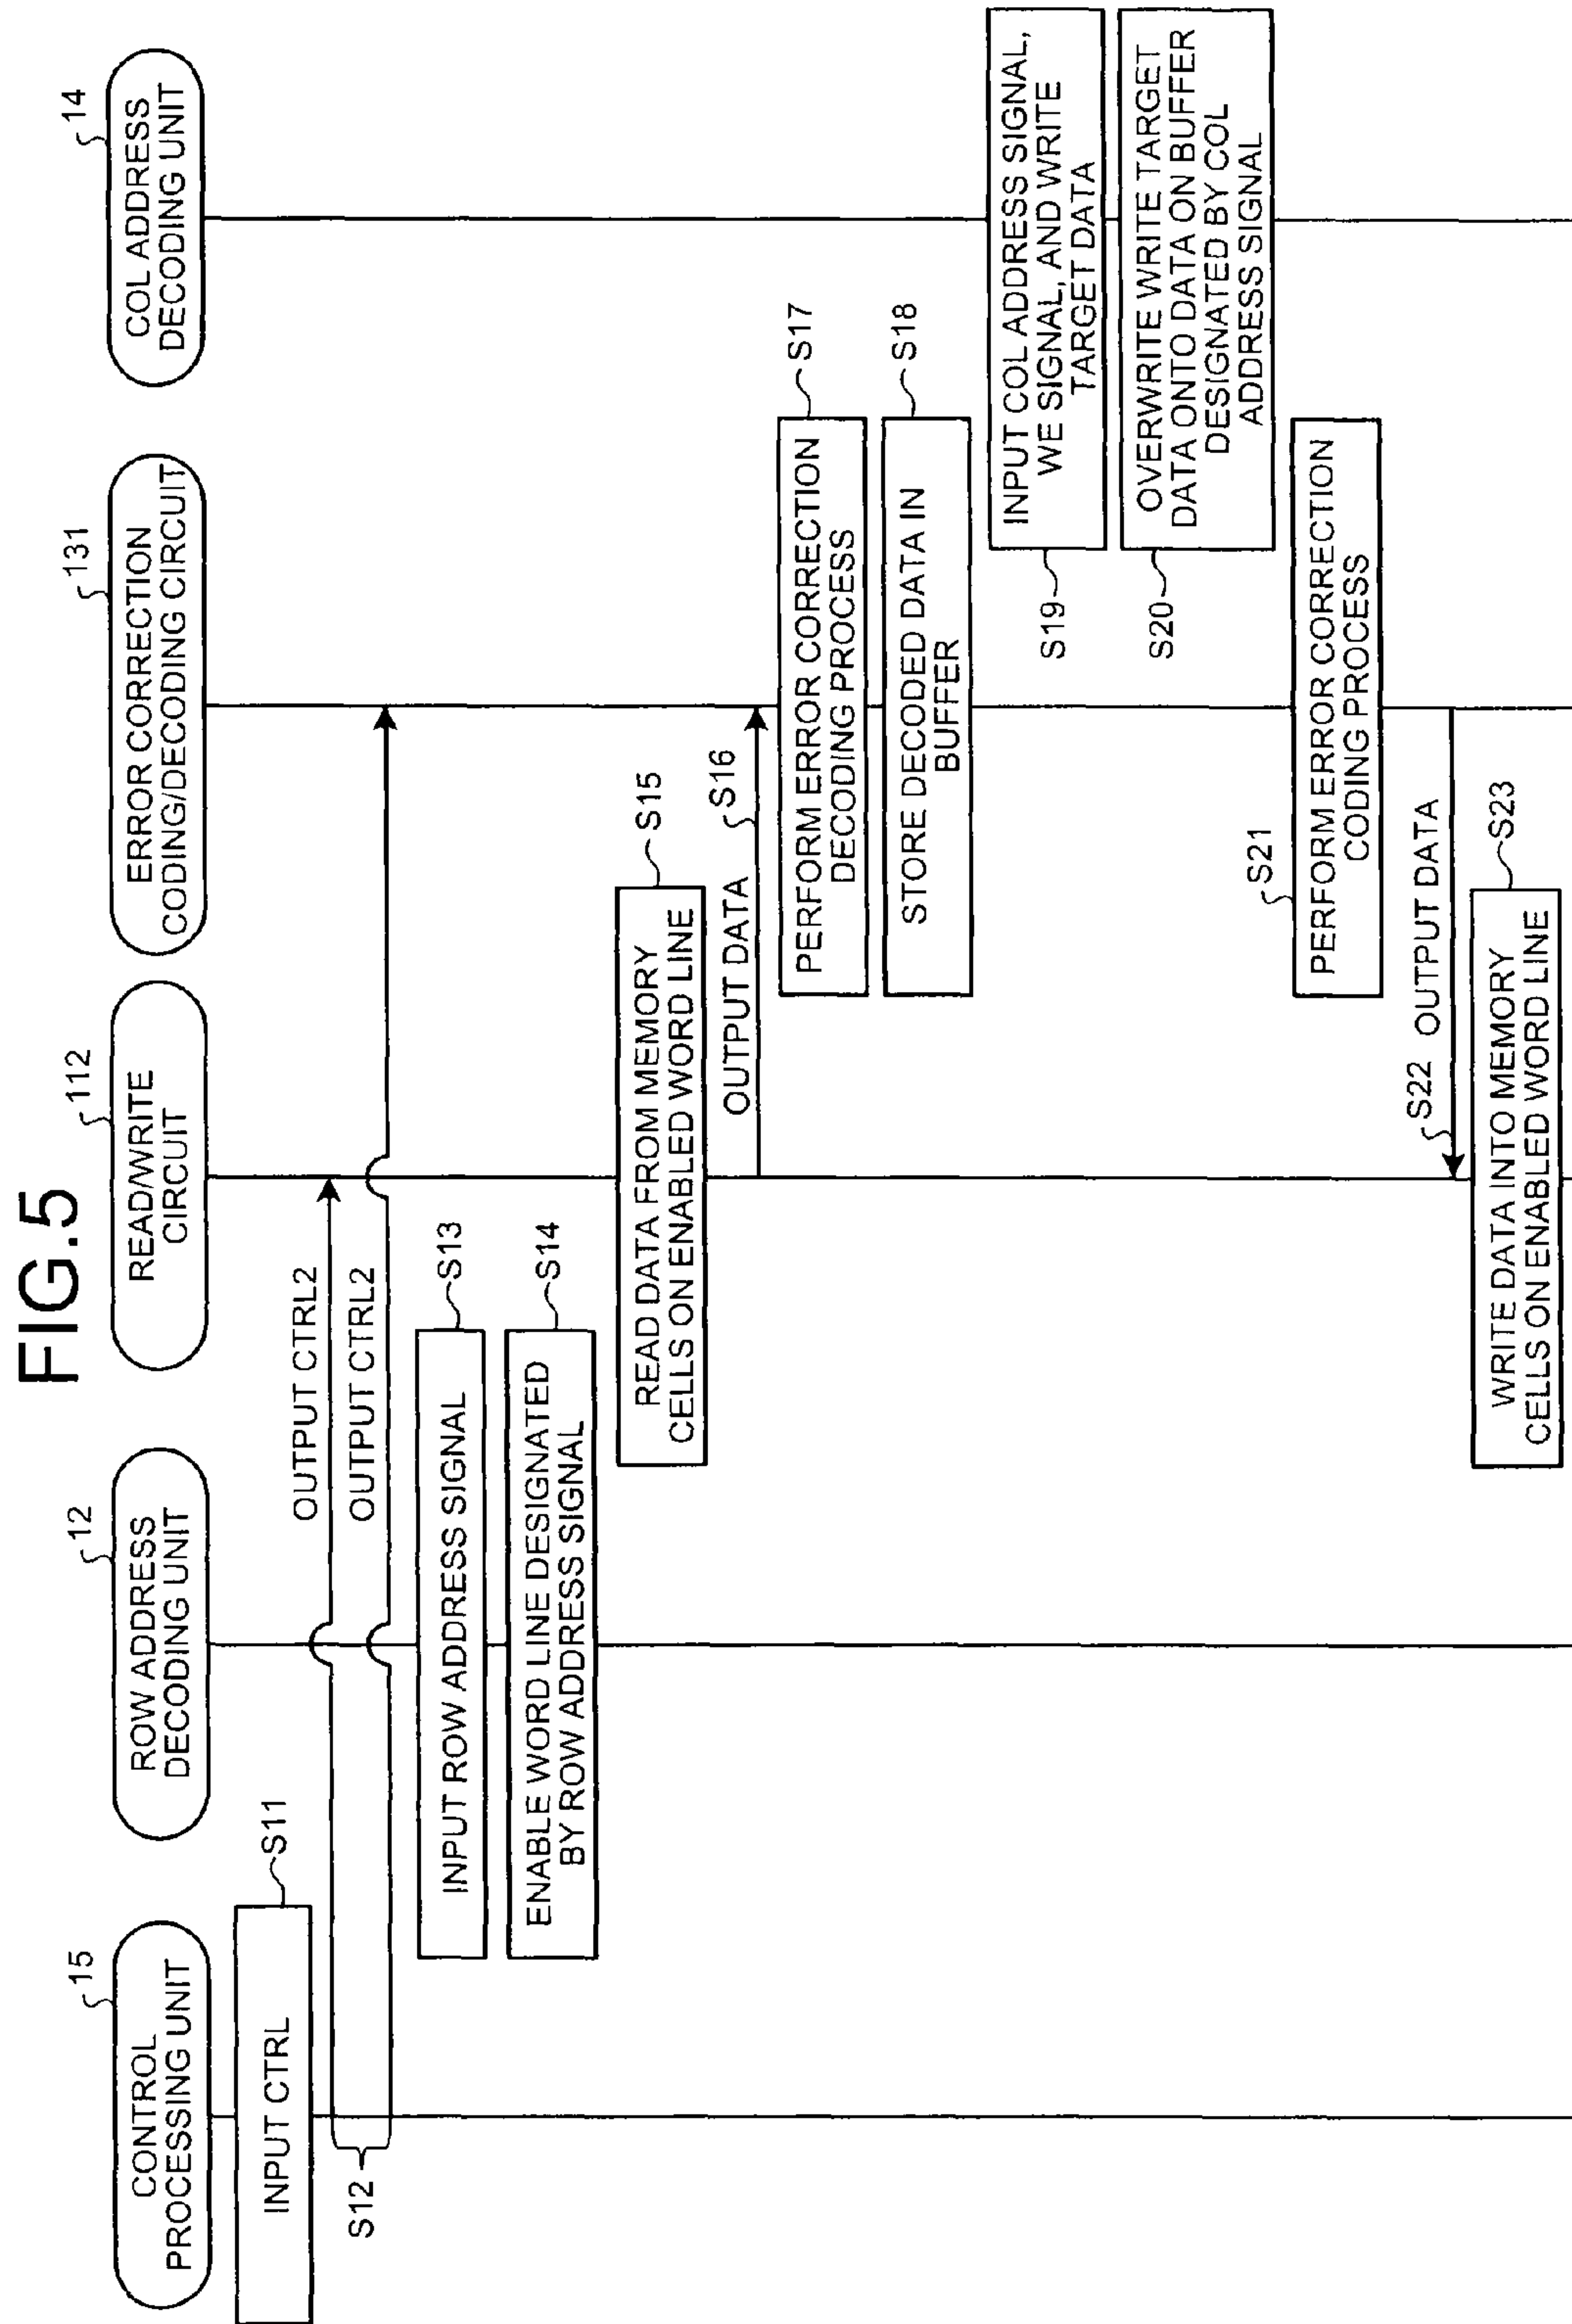 FIG.5
15
CONTROL
PROCESSING UNIT
12
ROW ADDRESS
DECODING UNIT
112
READ/WRITE
CIRCUIT
131
ERROR CORRECTION
CODING/DECODING CIRCUIT
14
COL ADDRESS
DECODING UNIT
INPUT CTRL
S11
S12
OUTPUT CTRL2
OUTPUT CTRL2
INPUT ROW ADDRESS SIGNAL
S13
ENABLE WORD LINE DESIGNATED
BY ROW ADDRESS SIGNAL
S14
READ DATA FROM MEMORY
CELLS ON ENABLED WORD LINE
S15
OUTPUT DATA
S16
PERFORM ERROR CORRECTION
DECODING PROCESS
S17
STORE DECODED DATA IN
BUFFER
S18
S19
INPUT COL ADDRESS SIGNAL,
WE SIGNAL, AND WRITE
TARGET DATA
S20
OVERWRITE WRITE TARGET
DATA ONTO DATA ON BUFFER
DESIGNATED BY COL
ADDRESS SIGNAL
S21
PERFORM ERROR CORRECTION
CODING PROCESS
S22
OUTPUT DATA
WRITE DATA INTO MEMORY
CELLS ON ENABLED WORD LINE
S23